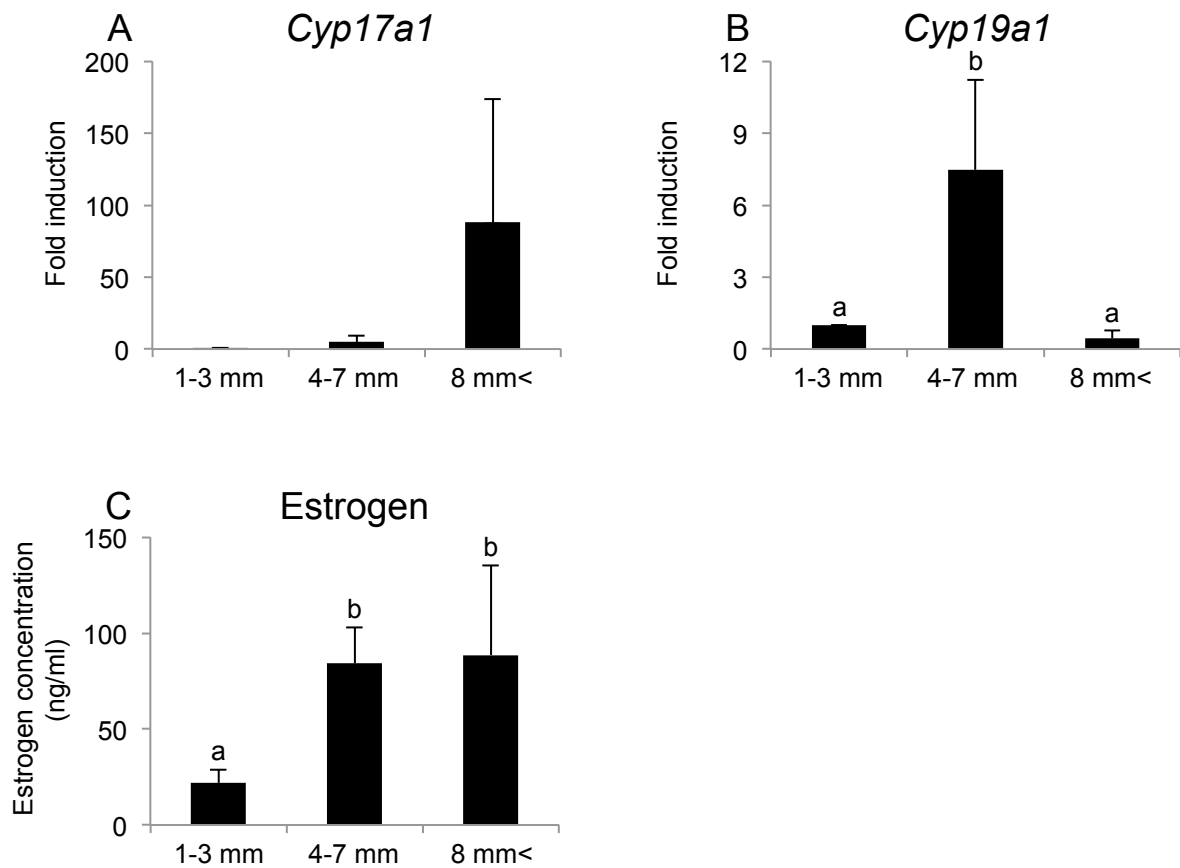 A
Cyp17a1
200
150
100
50
0
Fold induction
1-3 mm
4-7 mm
8 mm<
B
Cyp19a1
12
9
6
3
0
Fold induction
a
b
a
1-3 mm
4-7 mm
8 mm<
C
Estrogen
150
100
50
0
Estrogen concentration
(ng/ml)
a
b
b
1-3 mm
4-7 mm
8 mm<